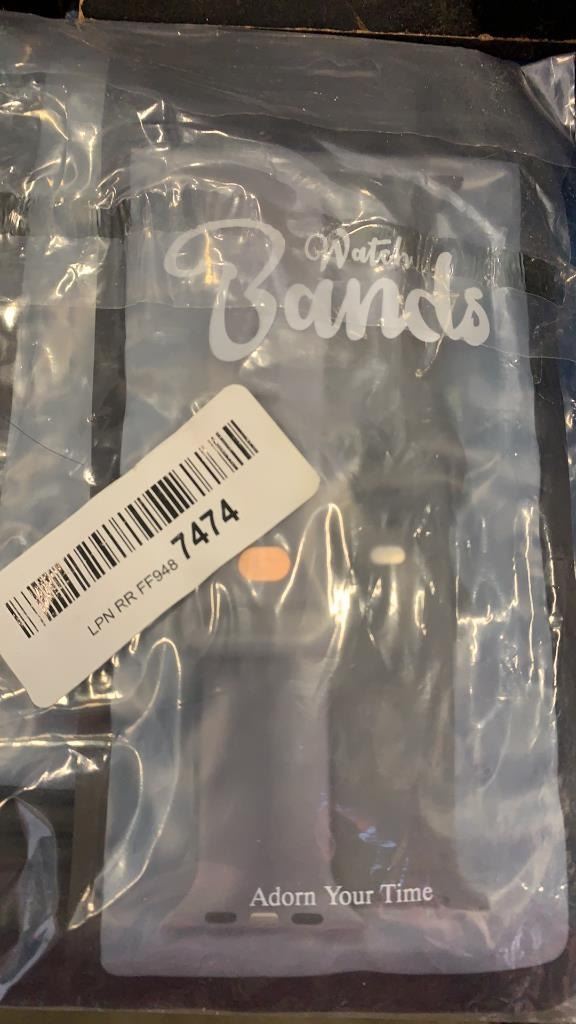 Watch
Bands
LPN RR FF948 7474
Adorn Your Time